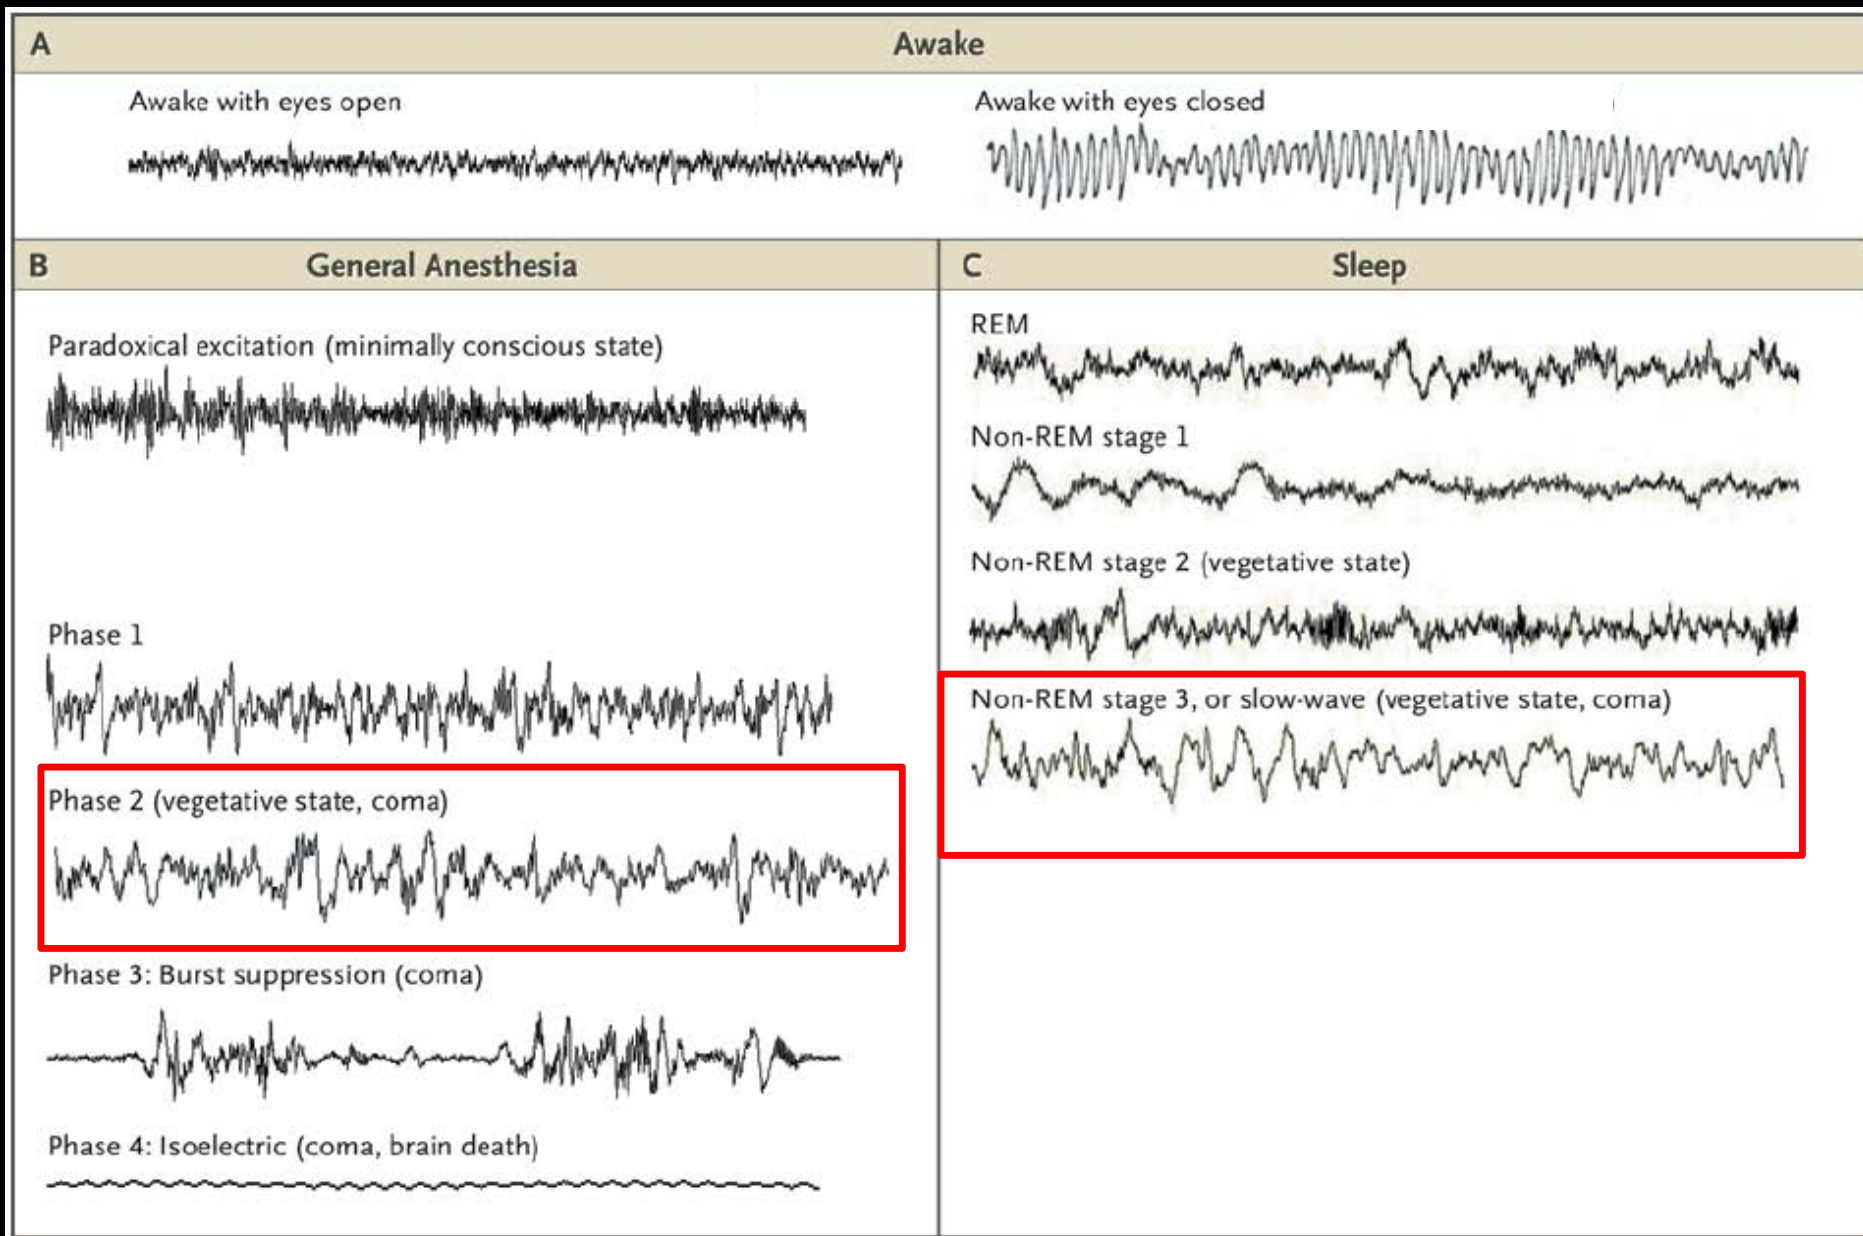 A Awake
Awake with eyes open
Awake with eyes closed
B General Anesthesia
Paradoxical excitation (minimally conscious state)
Phase 1
Phase 2 (vegetative state, coma)
Phase 3: Burst suppression (coma)
Phase 4: Isoelectric (coma, brain death)
C Sleep
REM
Non-REM stage 1
Non-REM stage 2 (vegetative state)
Non-REM stage 3, or slow-wave (vegetative state, coma)